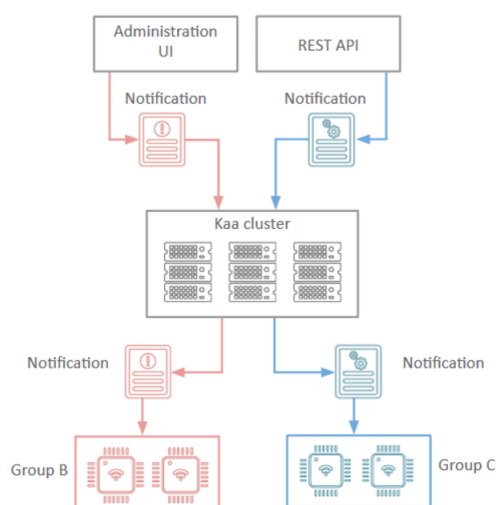 Administration
UI
REST API
Notification
Notification
Kaa cluster
Notification
Notification
Group B
Group C